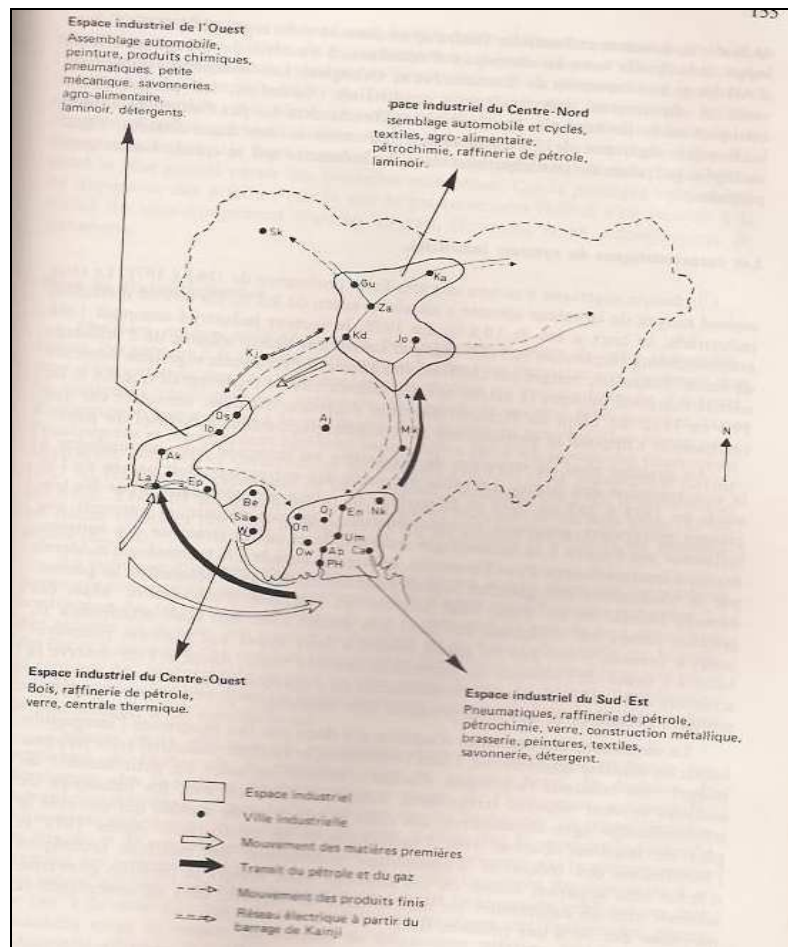 155
Espace industriel de l'Ouest
Assemblage automobile,
peinture, produits chimiques,
pneumatiques, petite
mécanique, savonneries,
agro-alimentaire,
laminoir, détergents.
pace industriel du Centre-Nord
ssemblage automobile et cycles,
textiles, agro-alimentaire,
pétrochimie, raffinerie de pétrole,
laminoir.
Sk
Gu
Ka
Za
Kd
Jo
Kj
Os
Ib
Aj
Mk
Ak
La
Ep
Be
Sa
W
On
Oj
En
Nk
Um
Ow
Ab
Ca
PH
N
Espace industriel du Centre-Ouest
Bois, raffinerie de pétrole,
verre, centrale thermique.
Espace industriel du Sud-Est
Pneumatiques, raffinerie de pétrole,
pétrochimie, verre, construction métallique,
brasserie, peintures, textiles,
savonnerie, détergent.
Espace industriel
Ville industrielle
Mouvement des matières premières
Transit du pétrole et du gaz
Mouvement des produits finis
Réseau électrique à partir du
barrage de Kainji